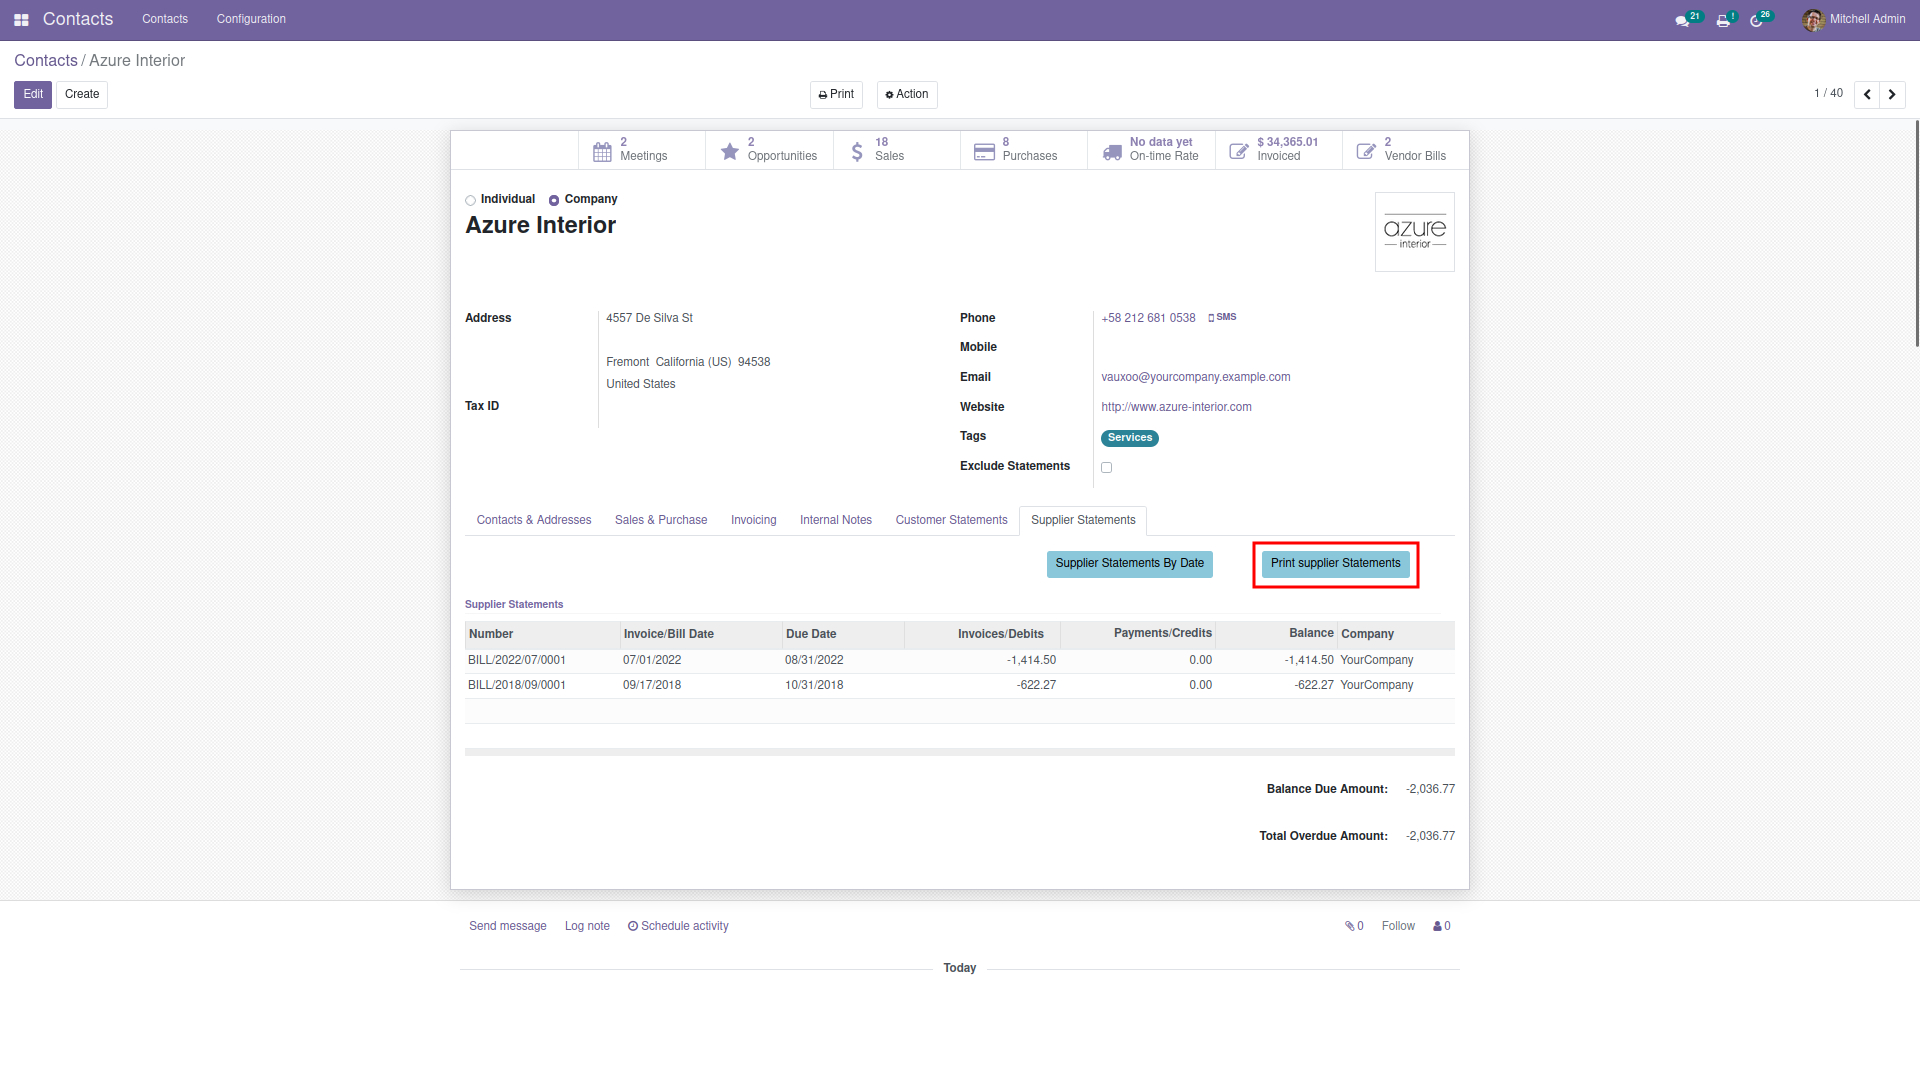 Contacts Contacts Configuration 21 ! 26 Mitchell Admin
Contacts / Azure Interior
Edit Create Print Action 1 / 40
2 Meetings 2 Opportunities 18 Sales 8 Purchases No data yet On-time Rate $ 34,365.01 Invoiced 2 Vendor Bills
Individual Company
Azure Interior
azure
interior
Address 4557 De Silva St
Fremont California (US) 94538
United States
Tax ID
Phone +58 212 681 0538 SMS
Mobile
Email vauxoo@yourcompany.example.com
Website http://www.azure-interior.com
Tags Services
Exclude Statements
Contacts & Addresses Sales & Purchase Invoicing Internal Notes Customer Statements Supplier Statements
Supplier Statements By Date Print supplier Statements
Supplier Statements
Number Invoice/Bill Date Due Date Invoices/Debits Payments/Credits Balance Company
BILL/2022/07/0001 07/01/2022 08/31/2022 -1,414.50 0.00 -1,414.50 YourCompany
BILL/2018/09/0001 09/17/2018 10/31/2018 -622.27 0.00 -622.27 YourCompany
Balance Due Amount: -2,036.77
Total Overdue Amount: -2,036.77
Send message Log note Schedule activity 0 Follow 0
Today